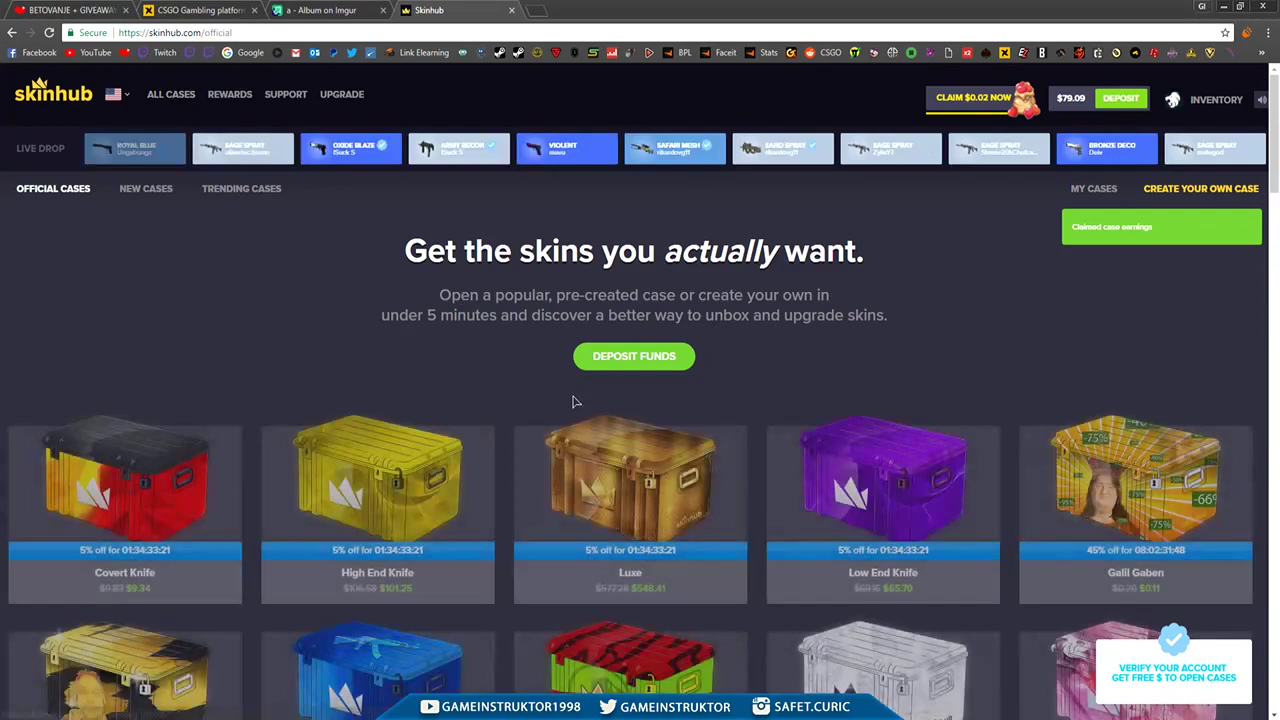 BETOVANJE + GIVEAWA
CSGO Gambling platform
a - Album on Imgur
Skinhub
GI
Secure
https://skinhub.com/official
Facebook
YouTube
Twitch
Google
Link Elearning
BPL
Faceit
Stats
CSGO
skinhub
ALL CASES
REWARDS
SUPPORT
UPGRADE
CLAIM $0.02 NOW
$79.09
DEPOSIT
INVENTORY
LIVE DROP
ROYAL BLUE
SAGE SPRAY
OXIDE BLAZE
ARMY RECON
VIOLENT
SAFARI MESH
SAGE SPRAY
SAGE SPRAY
BRONZE DECO
SAGE SPRAY
OFFICIAL CASES
NEW CASES
TRENDING CASES
MY CASES
CREATE YOUR OWN CASE
Claimed case earnings
Get the skins you actually want.
Open a popular, pre-created case or create your own in
under 5 minutes and discover a better way to unbox and upgrade skins.
DEPOSIT FUNDS
-75%
-66%
-75%
5% off for 01:34:33:21
5% off for 01:34:33:21
5% off for 01:34:33:21
5% off for 01:34:33:21
45% off for 08:02:31:48
Covert Knife
High End Knife
Luxe
Low End Knife
Galil Gaben
$9.83 $9.34
$106.58 $101.25
$577.28 $548.41
$69.16 $65.70
$0.20 $0.11
VERIFY YOUR ACCOUNT
GET FREE $ TO OPEN CASES
GAMEINSTRUKTOR1998
GAMEINSTRUKTOR
SAFET.CURIC